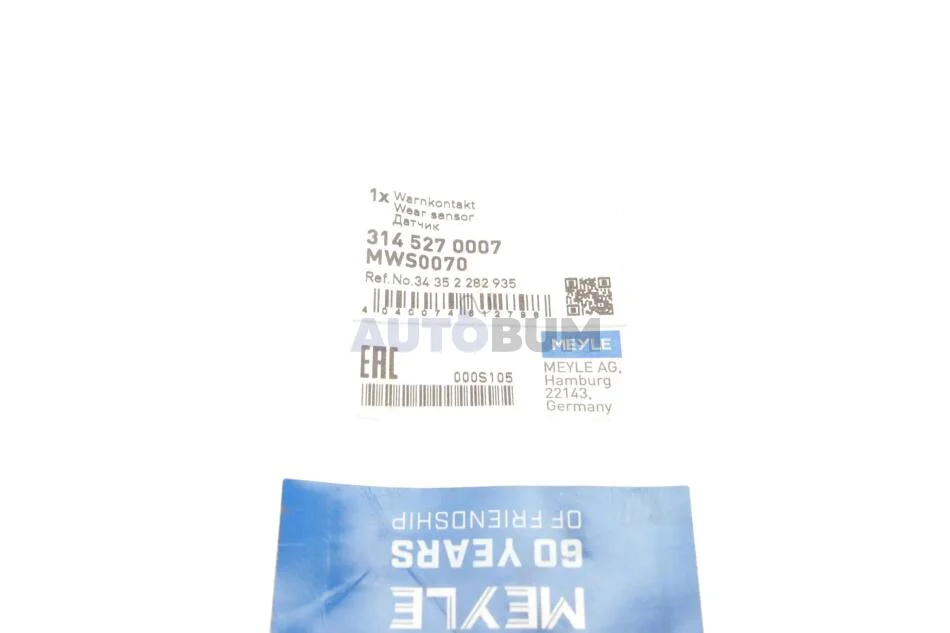 1x Warnkontakt
Wear sensor
Датчик
314 527 0007
MWS0070
Ref.No.34 35 2 282 935
4040074612798
AUTOBUM
EAC
000S105
MEYLE
MEYLE AG,
Hamburg
22143,
Germany
OF FRIENDSHIP
60 YEARS
MEYLE